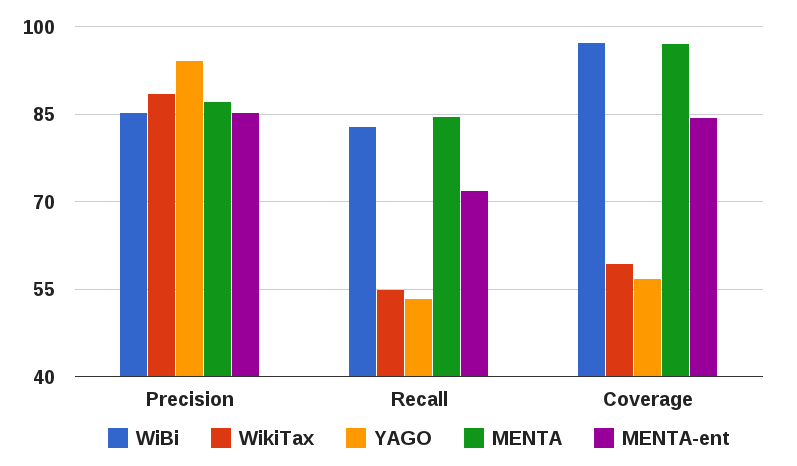 100
85
70
55
40
Precision Recall Coverage
WiBi WikiTax YAGO MENTA MENTA-ent